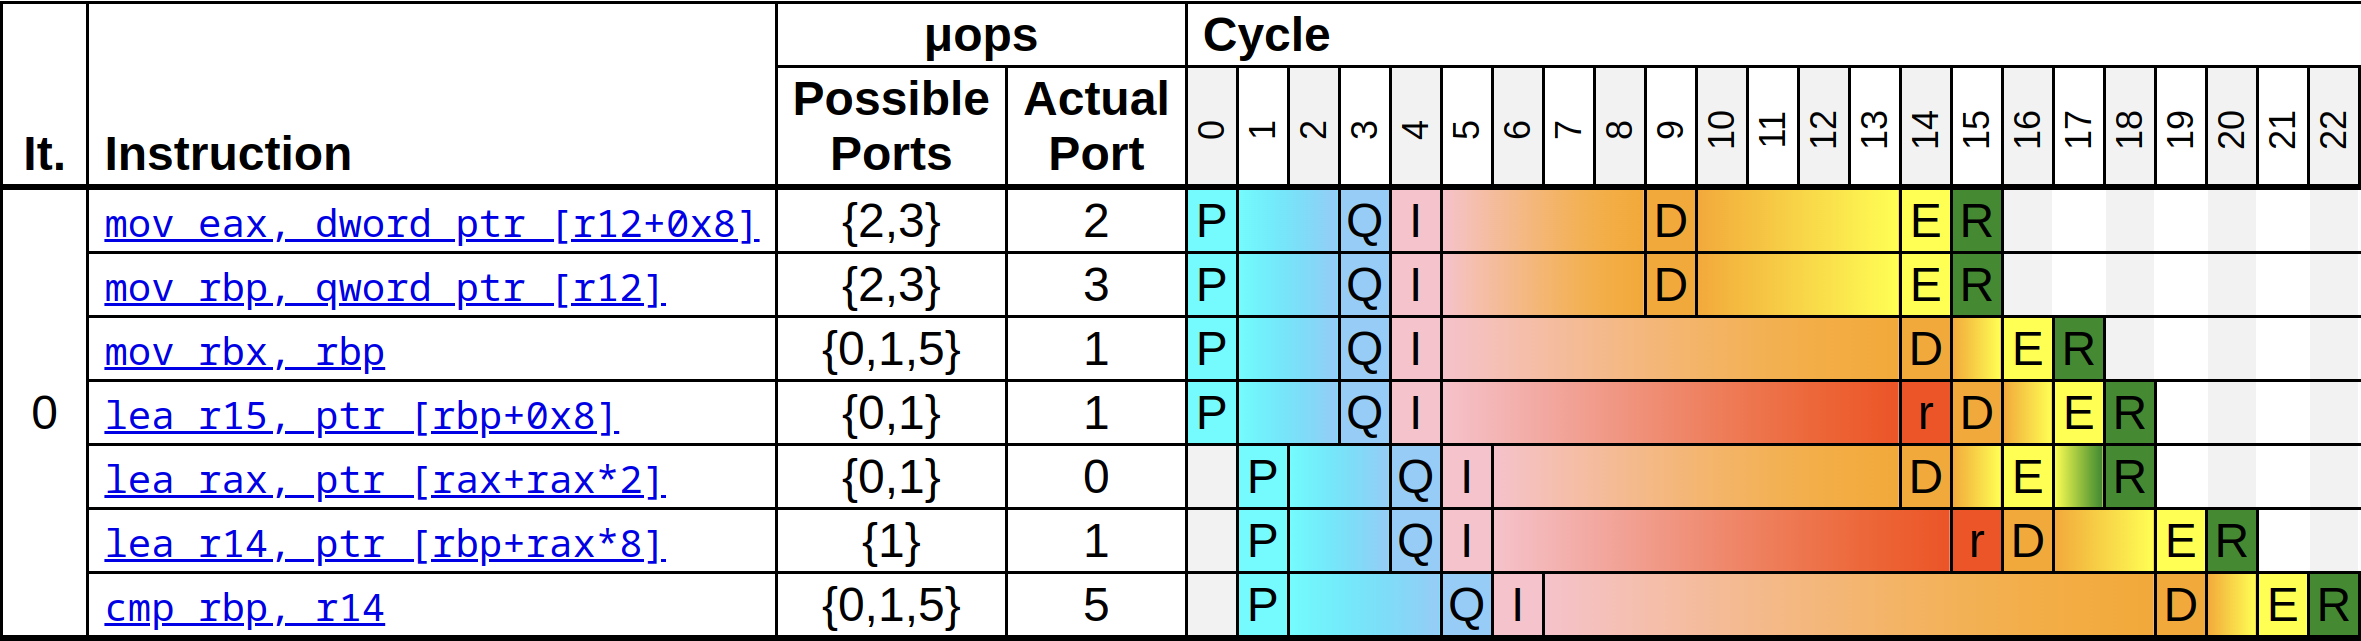 µops Cycle
It. Instruction Possible Ports Actual Port 0 1 2 3 4 5 6 7 8 9 10 11 12 13 14 15 16 17 18 19 20 21 22
0
mov eax, dword ptr [r12+0x8] {2,3} 2 P Q I D E R
mov rbp, qword ptr [r12] {2,3} 3 P Q I D E R
mov rbx, rbp {0,1,5} 1 P Q I D E R
lea r15, ptr [rbp+0x8] {0,1} 1 P Q I r D E R
lea rax, ptr [rax+rax*2] {0,1} 0 P Q I D E R
lea r14, ptr [rbp+rax*8] {1} 1 P Q I r D E R
cmp rbp, r14 {0,1,5} 5 P Q I D E R